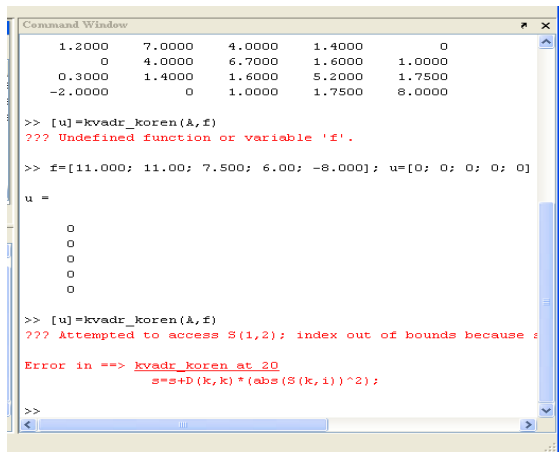 Command Window
1.2000 7.0000 4.0000 1.4000 0
0 4.0000 6.7000 1.6000 1.0000
0.3000 1.4000 1.6000 5.2000 1.7500
-2.0000 0 1.0000 1.7500 8.0000
>> [u]=kvadr_koren(A,f)
??? Undefined function or variable 'f'.
>> f=[11.000; 11.00; 7.500; 6.00; -8.000]; u=[0; 0; 0; 0; 0]
u =
0
0
0
0
0
>> [u]=kvadr_koren(A,f)
??? Attempted to access S(1,2); index out of bounds because s
Error in ==> kvadr_koren at 20
s=s+D(k,k)*(abs(S(k,i))^2);
>>